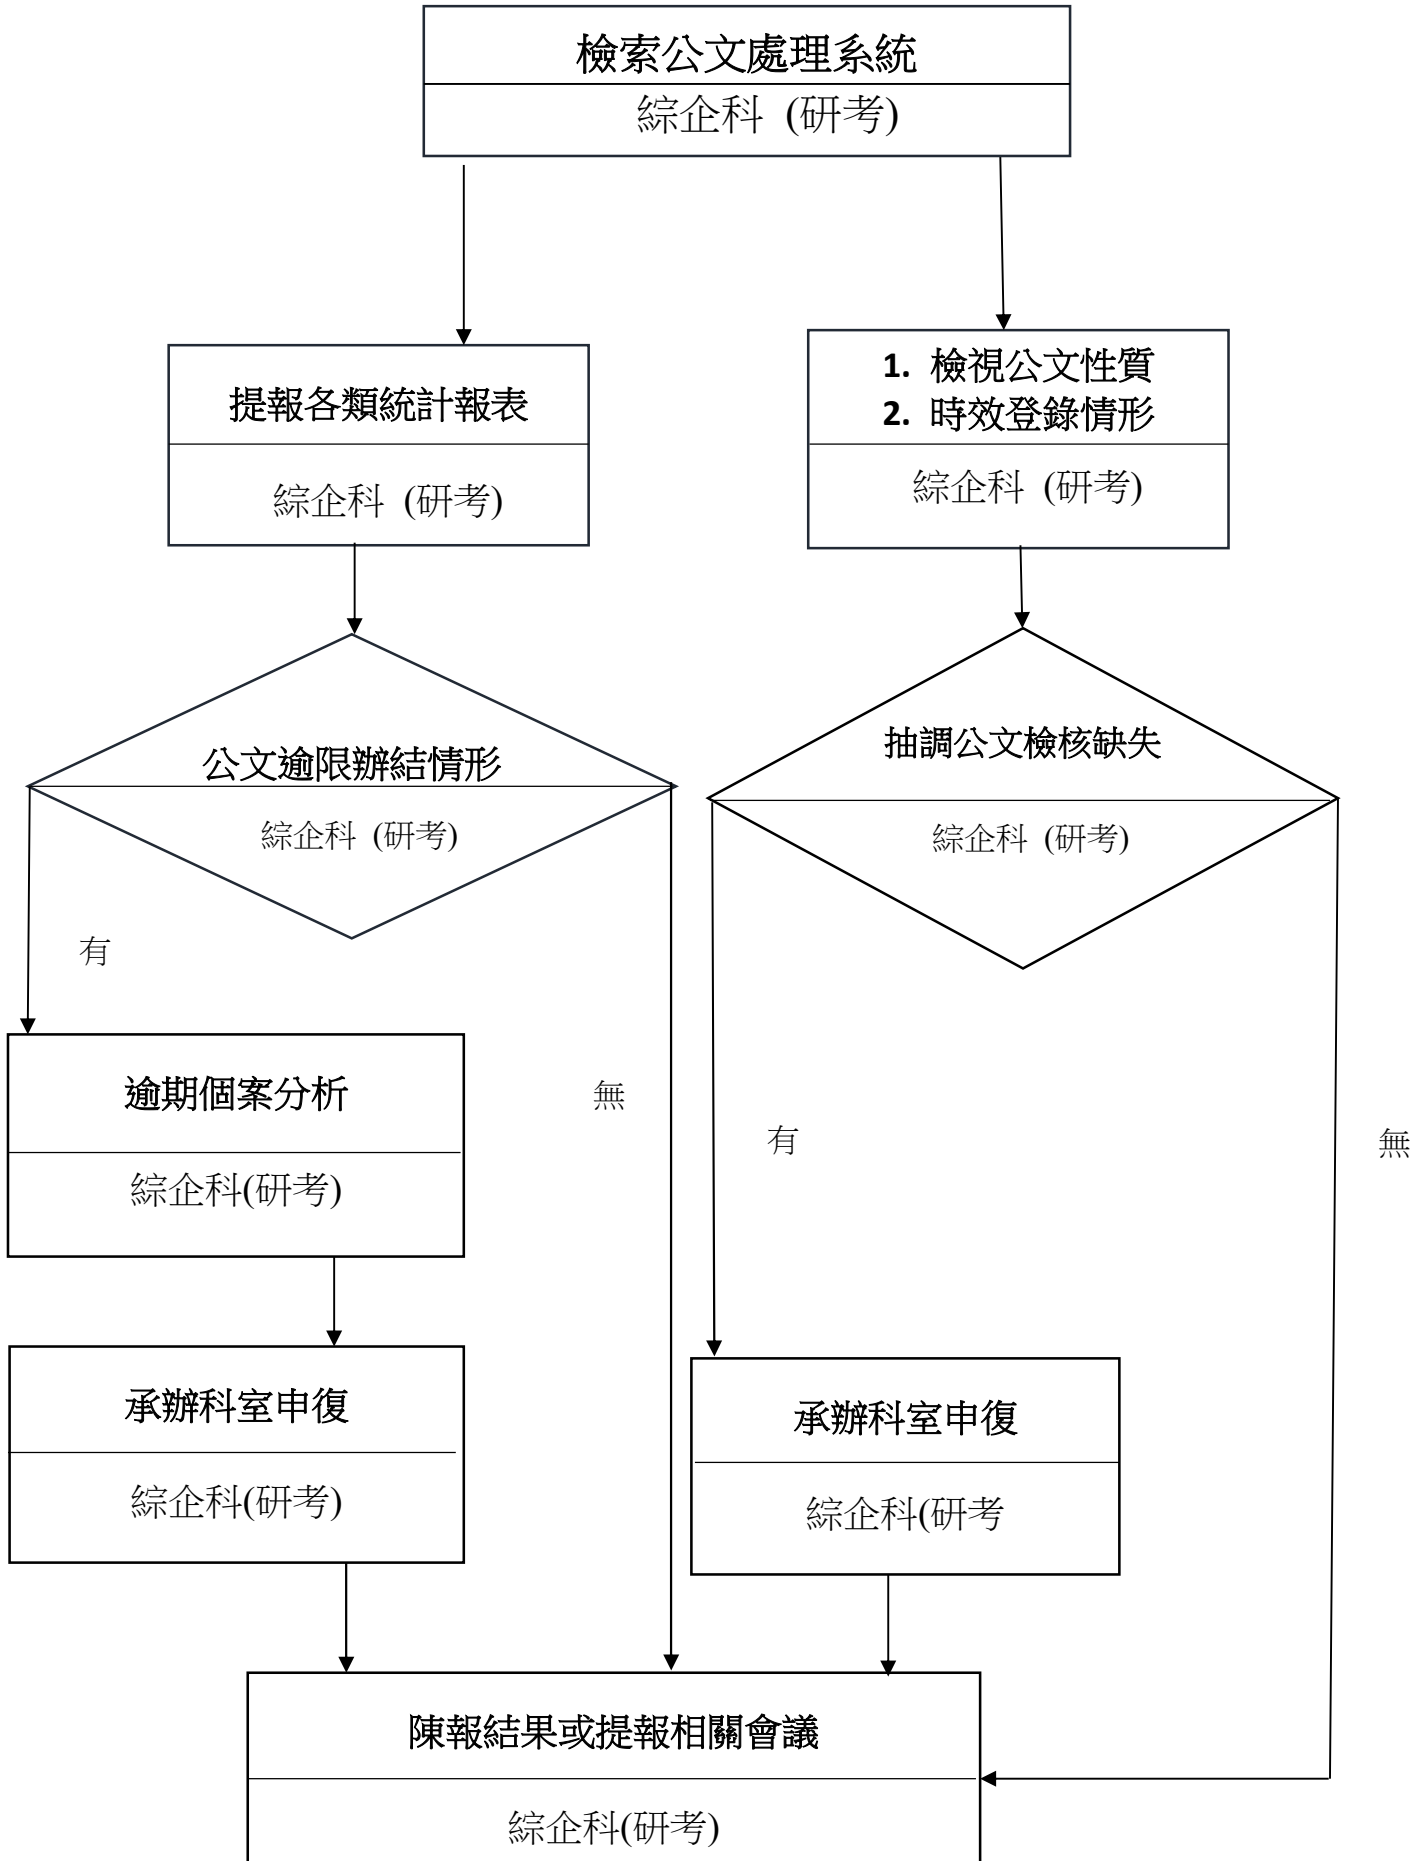 檢索公文處理系統
綜企科 (研考)
提報各類統計報表
綜企科 (研考)
1. 檢視公文性質
2. 時效登錄情形
綜企科 (研考)
公文逾限辦結情形
綜企科 (研考)
抽調公文檢核缺失
綜企科 (研考)
有
無
有
無
逾期個案分析
綜企科(研考)
承辦科室申復
綜企科(研考)
承辦科室申復
綜企科(研考
陳報結果或提報相關會議
綜企科(研考)